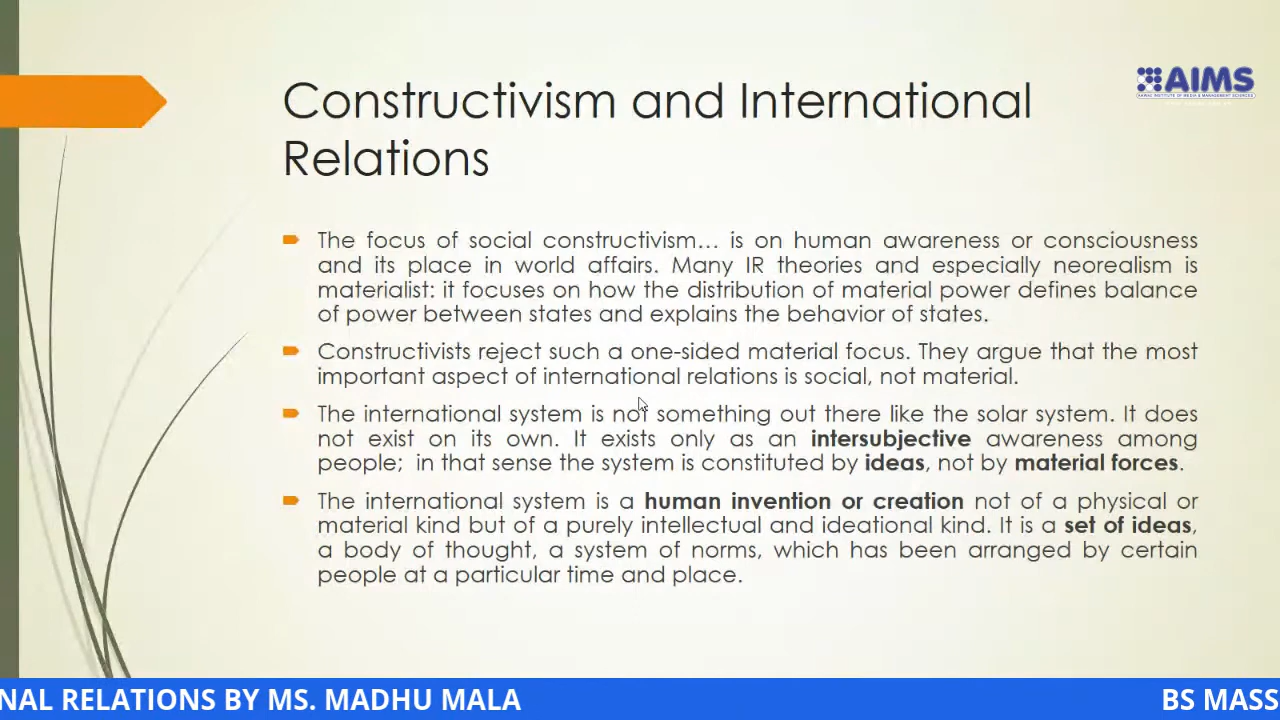 Constructivism and International
Relations
AIMS
The focus of social constructivism… is on human awareness or consciousness
and its place in world affairs. Many IR theories and especially neorealism is
materialist: it focuses on how the distribution of material power defines balance
of power between states and explains the behavior of states.
Constructivists reject such a one-sided material focus. They argue that the most
important aspect of international relations is social, not material.
The international system is not something out there like the solar system. It does
not exist on its own. It exists only as an intersubjective awareness among
people; in that sense the system is constituted by ideas, not by material forces.
The international system is a human invention or creation not of a physical or
material kind but of a purely intellectual and ideational kind. It is a set of ideas,
a body of thought, a system of norms, which has been arranged by certain
people at a particular time and place.
NAL RELATIONS BY MS. MADHU MALA BS MASS